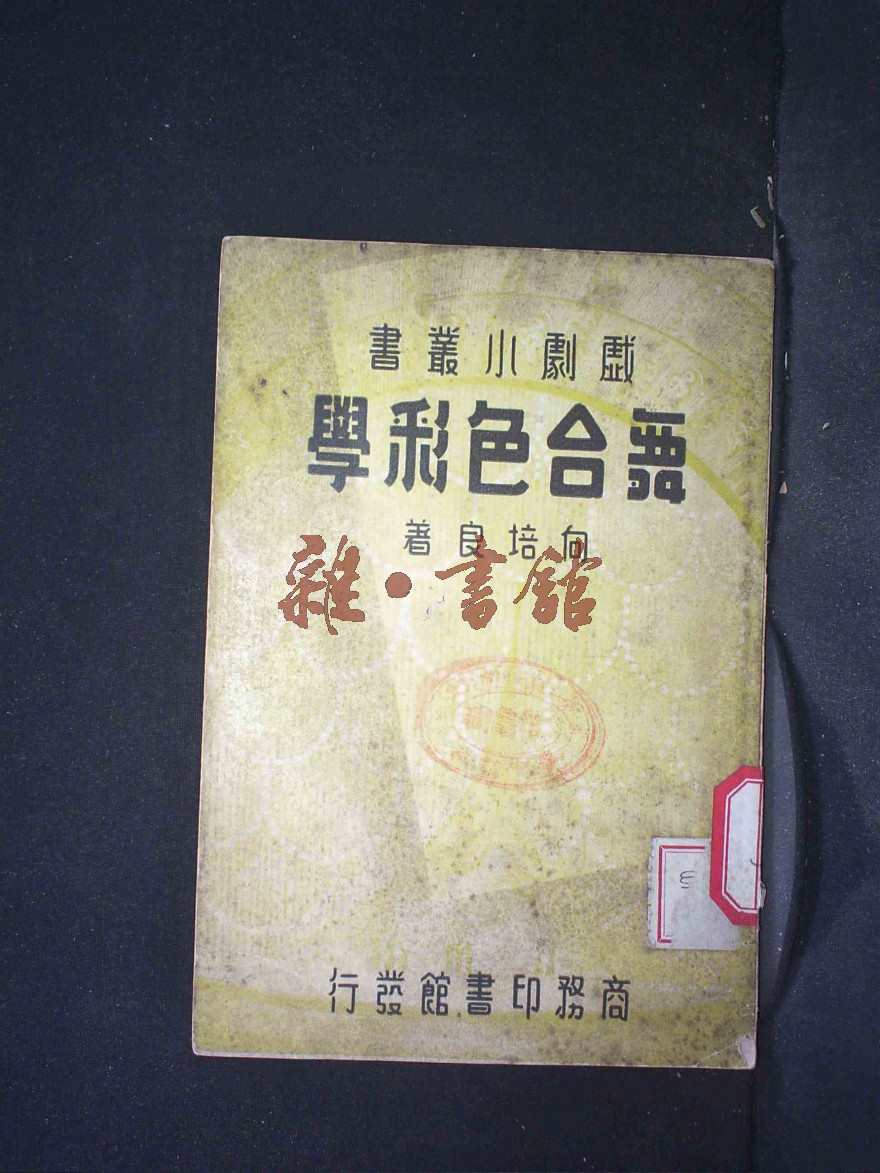 戲劇小叢書
舞台色彩學
向培良著
雜·書館
商務印書館發行